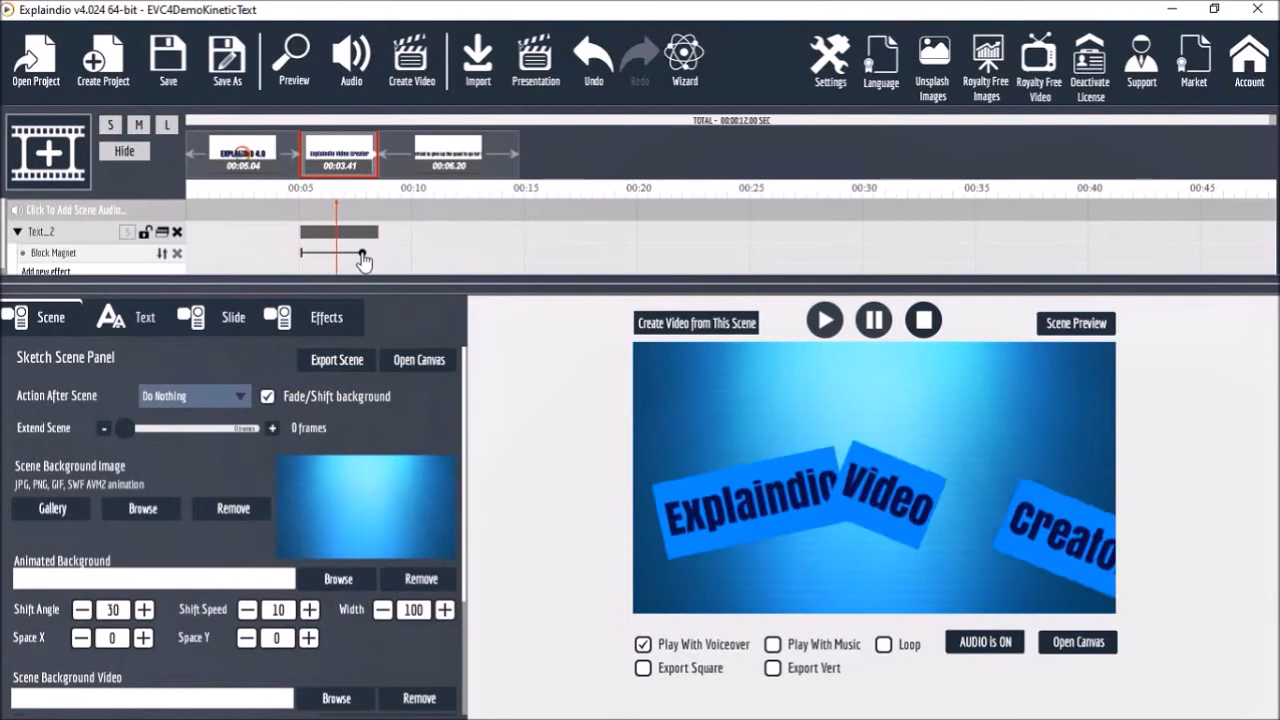 Explaindio v4.024 64-bit - EVC4DemoKineticText
Open Project
Create Project
Save
Save As
Preview
Audio
Create Video
Import
Presentation
Undo
Redo
Wizard
Settings
Language
Unsplash Images
Royalty Free Images
Royalty Free Video
Deactivate License
Support
Market
Account
TOTAL - 00:00:12.00 SEC
S M L
Hide
00:05.04
Explaindio Video Creator
00:03.41
00:06.20
00:05 00:10 00:15 00:20 00:25 00:30 00:35 00:40 00:45
Click To Add Scene Audio...
Text...2
S
Block Magnet
Add new effect
Scene
Text
Slide
Effects
Sketch Scene Panel
Export Scene
Open Canvas
Action After Scene
Do Nothing
Fade/Shift background
Extend Scene
- + 0 frames
Scene Background Image
JPG, PNG, GIF, SWF AVMZ animation
Gallery
Browse
Remove
Animated Background
Browse
Remove
Shift Angle 30
Shift Speed 10
Width 100
Space X 0
Space Y 0
Scene Background Video
Browse
Remove
Create Video from This Scene
Scene Preview
Explaindio
Video
Creato
Play With Voiceover
Play With Music
Loop
AUDIO is ON
Open Canvas
Export Square
Export Vert